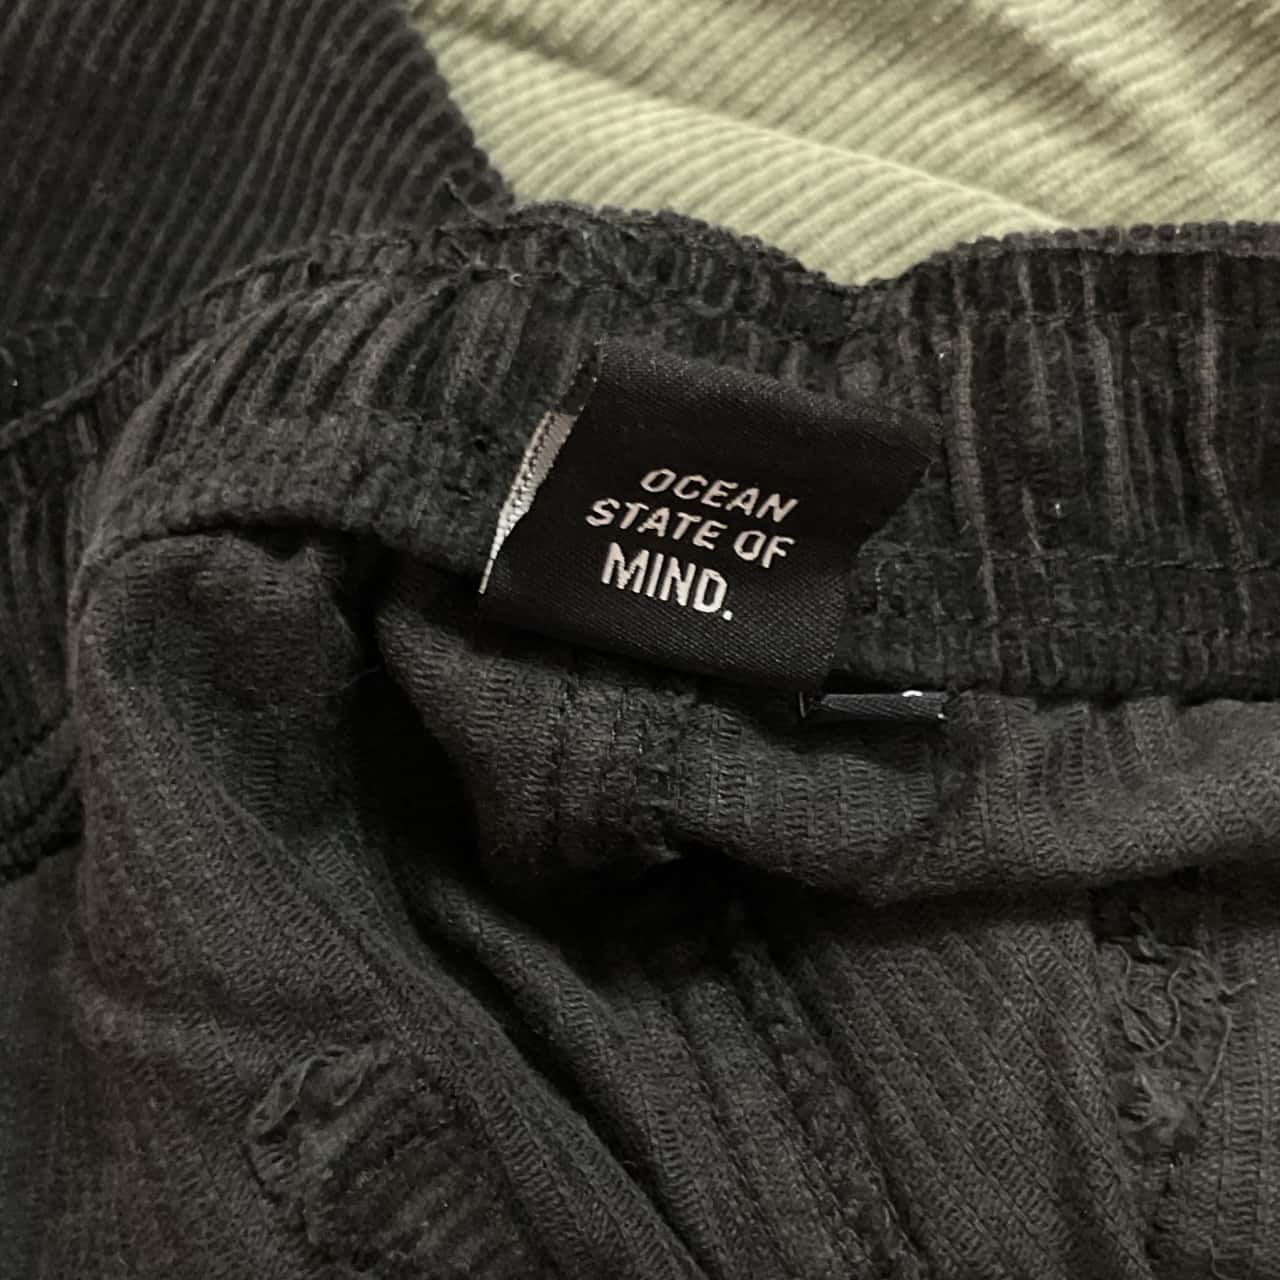 OCEAN
STATE OF
MIND.